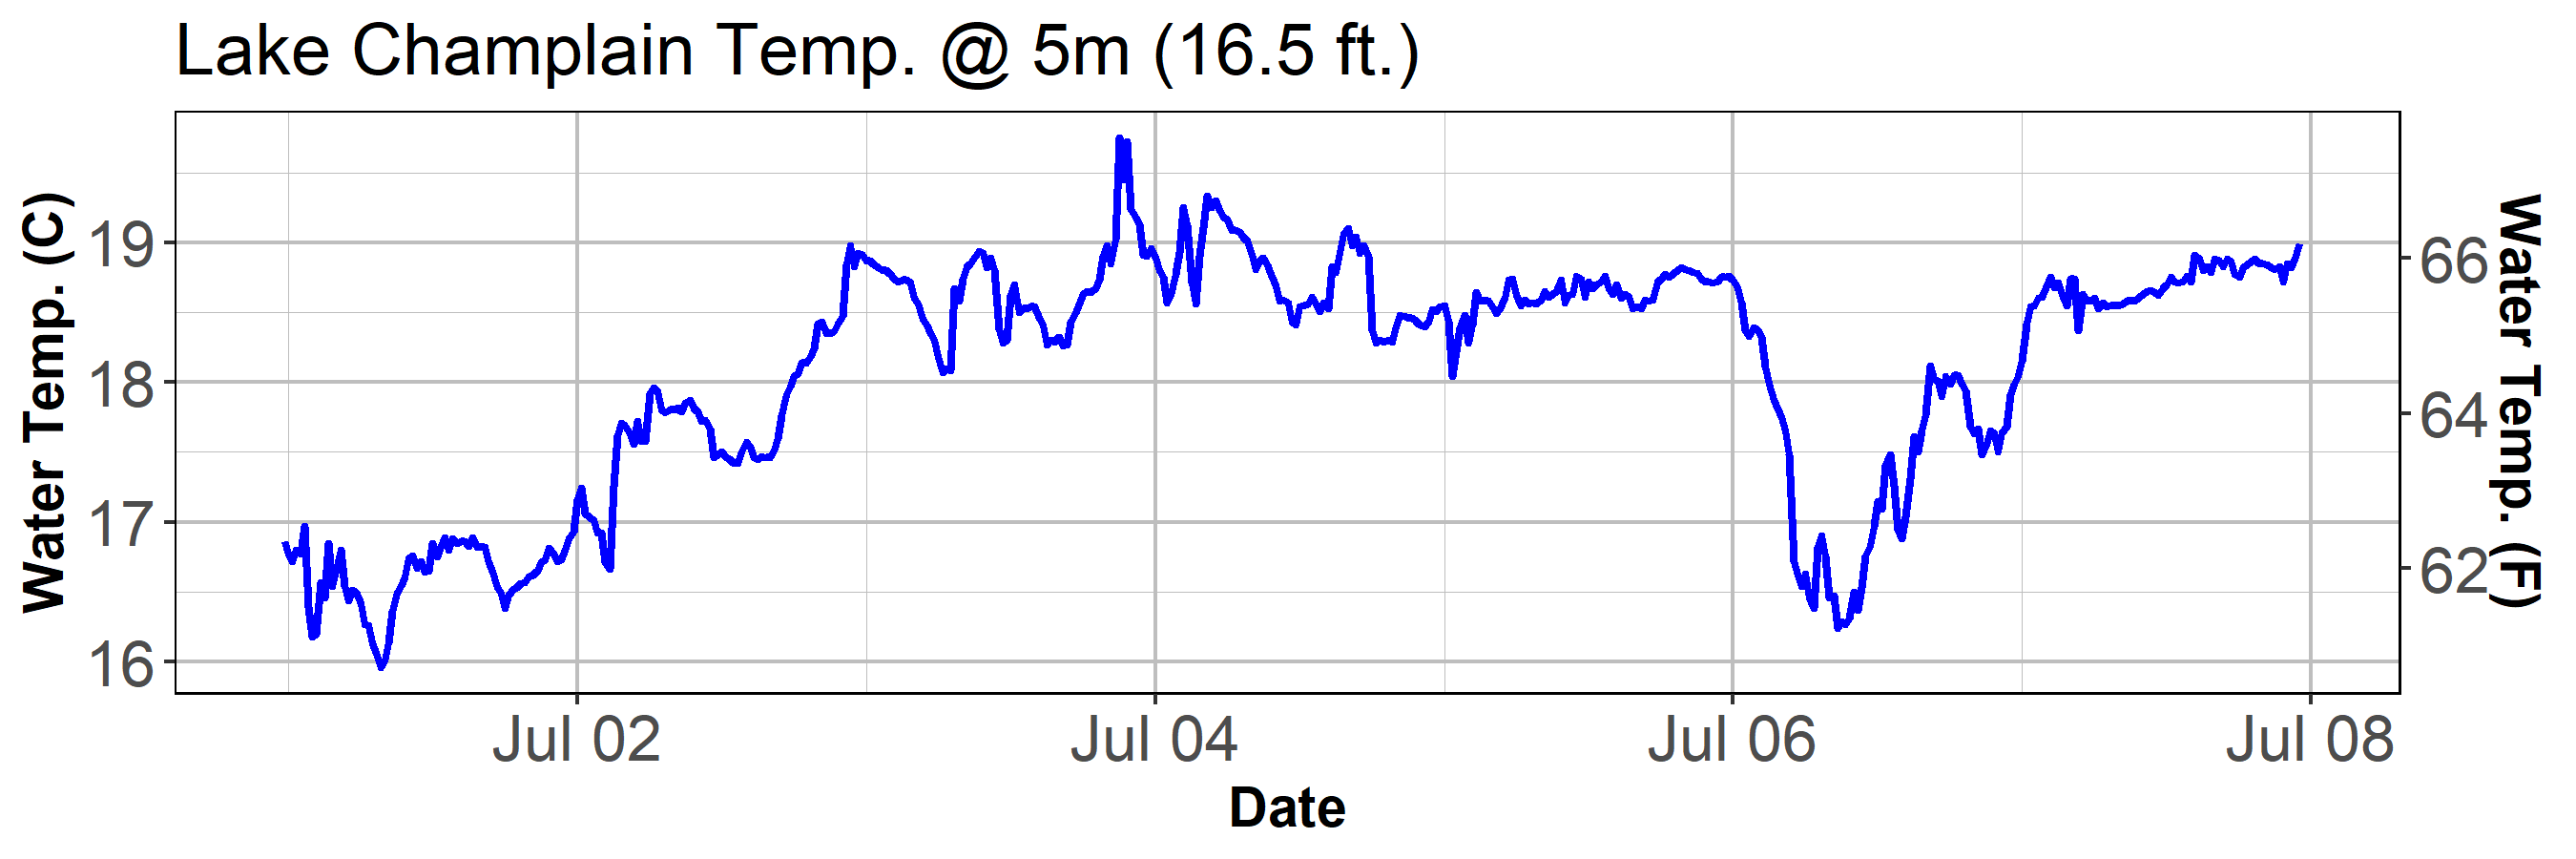 Lake Champlain Temp. @ 5m (16.5 ft.)
Water Temp. (C)
19
18
17
16
66
64
62
Water Temp. (F)
Jul 02
Jul 04
Jul 06
Jul 08
Date